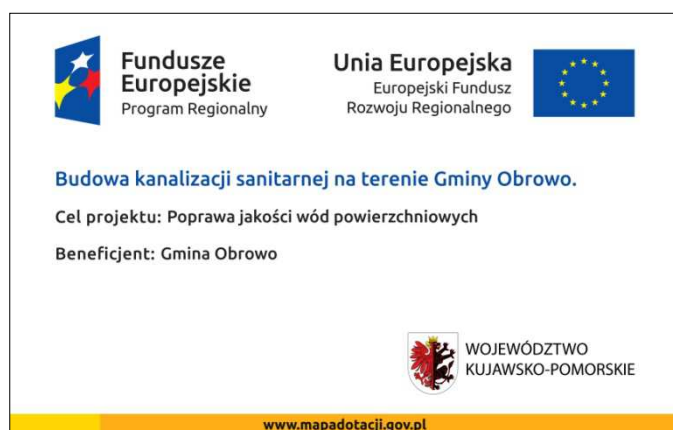 Fundusze
Europejskie
Program Regionalny
Unia Europejska
Europejski Fundusz
Rozwoju Regionalnego
Budowa kanalizacji sanitarnej na terenie Gminy Obrowo.
Cel projektu: Poprawa jakości wód powierzchniowych
Beneficjent: Gmina Obrowo
WOJEWÓDZTWO
KUJAWSKO-POMORSKIE
www.mapadotacji.gov.pl